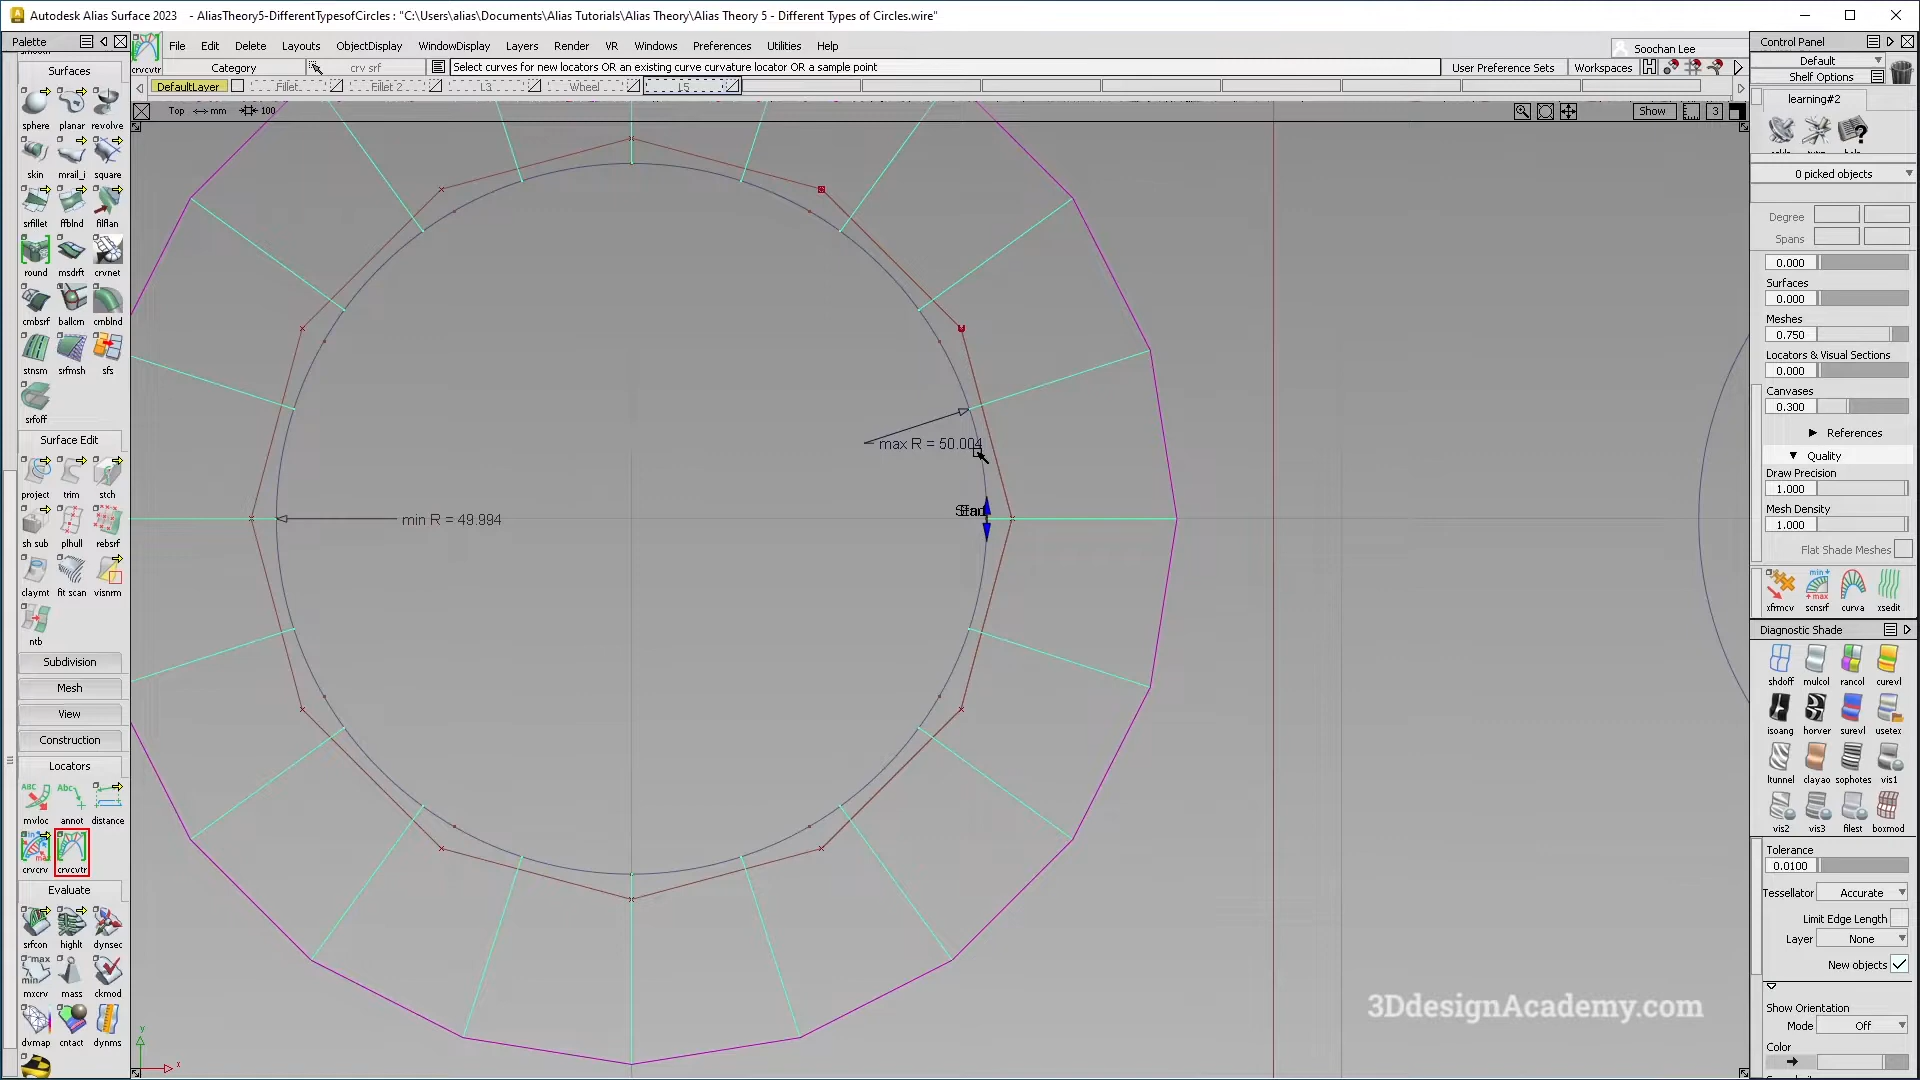 Autodesk Alias Surface 2023 - AliasTheory5-DifferentTypesofCircles : "C:\Users\alias\Documents\Alias Tutorials\Alias Theory\Alias Theory 5 - Different Types of Circles.wire"
Palette
crvcvtr
File Edit Delete Layouts ObjectDisplay WindowDisplay Layers Render VR Windows Preferences Utilities Help
Soochan Lee
Category
crv srf
Select curves for new locators OR an existing curve curvature locator OR a sample point
User Preference Sets
Workspaces
DefaultLayer
Fillet
Fillet 2
L3
Wheel
L5
Top mm 100
Show
3
Surfaces
sphere planar revolve
skin mrail_i square
srfillet ffblnd filflan
round msdrft crvnet
cmbsrf ballcrn crnblnd
stnsm srfmsh sfs
srfoff
Surface Edit
project trim stch
sh sub plhull rebsrf
claymt fit scan visnrm
ntb
Subdivision
Mesh
View
Construction
Locators
mvloc annot distance
crvcrv crvcvtr
Evaluate
srfcon highlt dynsec
mxcrv mass ckmod
dvmap cntact dynms
max R = 50.004
min R = 49.994
y
x
3DdesignAcademy.com
Control Panel
Default
Shelf Options
learning#2
0 picked objects
Degree
Spans
0.000
Surfaces
0.000
Meshes
0.750
Locators & Visual Sections
0.000
Canvases
0.300
References
Quality
Draw Precision
1.000
Mesh Density
1.000
Flat Shade Meshes
xfrmcv scnsrf curva xsedit
Diagnostic Shade
shdoff mulcol rancol curevl
isoang horver surevl usetex
ltunnel clayao sophotes vis1
vis2 vis3 filest boxmod
Tolerance
0.0100
Tessellator Accurate
Limit Edge Length
Layer None
New objects
Show Orientation
Mode Off
Color